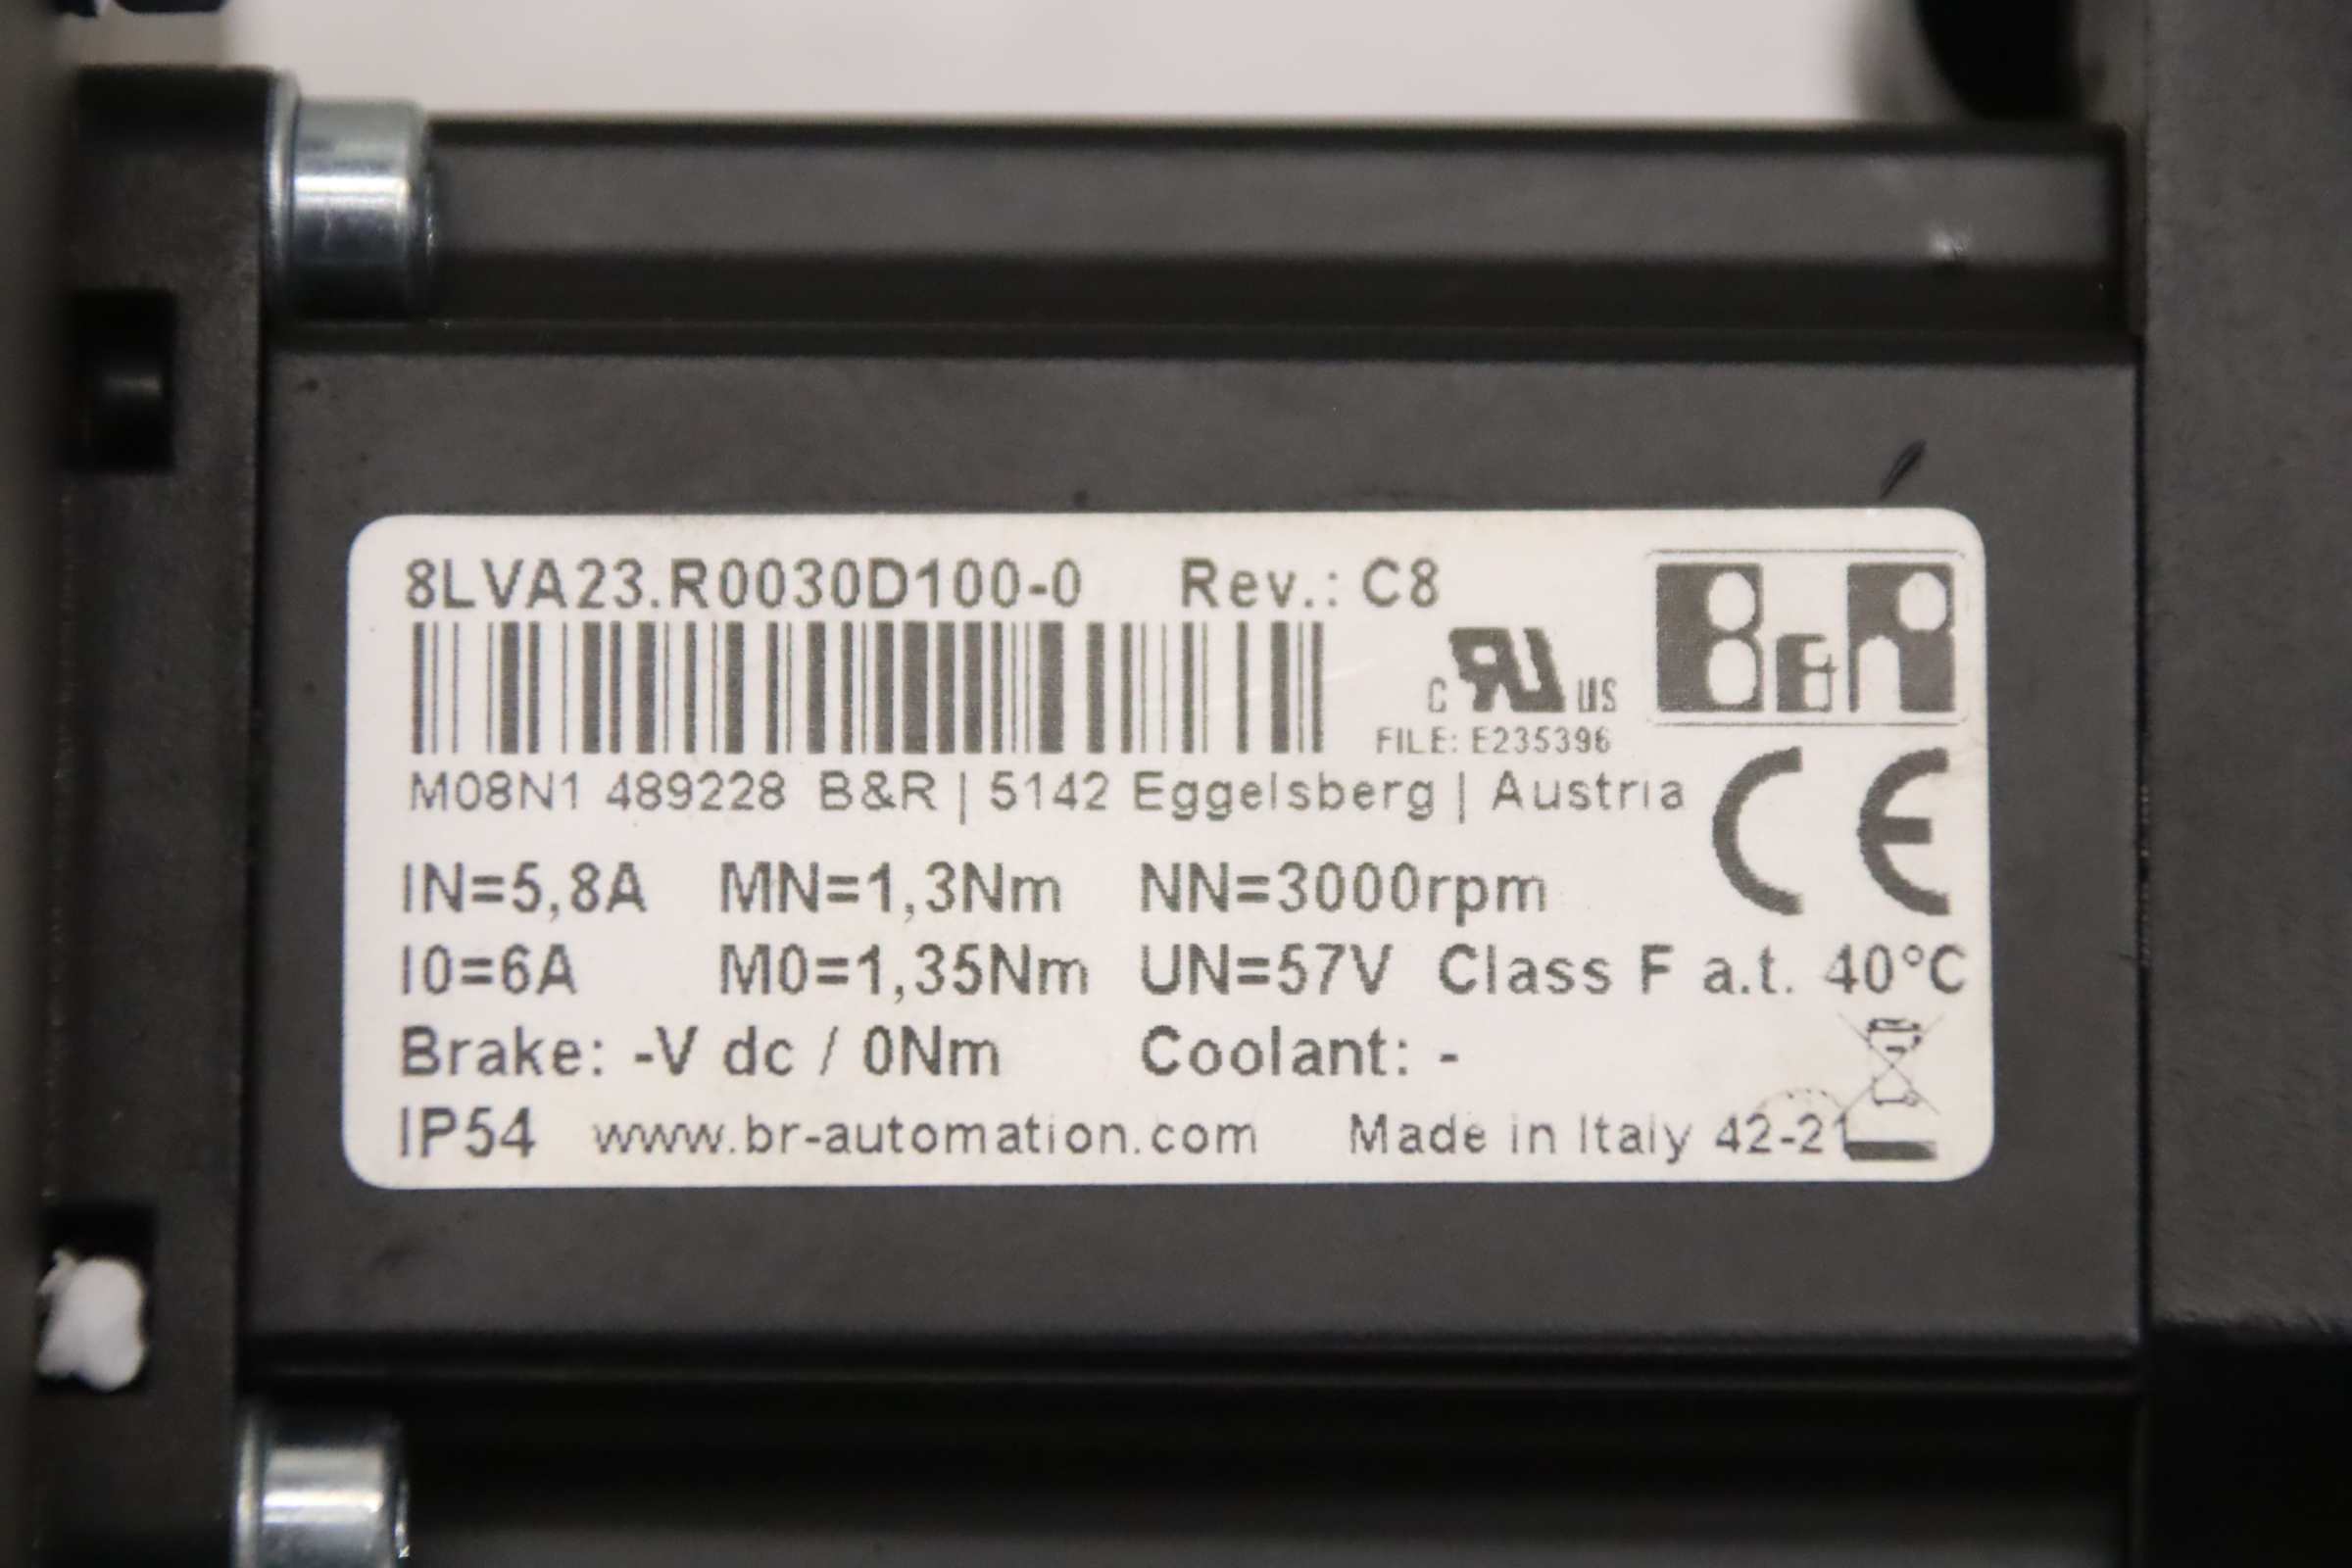 8LVA23.R0030D100-0 Rev.: C8
B&R
c RU US
FILE: E235396
M08N1 489228 B&R | 5142 Eggelsberg | Austria
CE
IN=5,8A MN=1,3Nm NN=3000rpm
I0=6A M0=1,35Nm UN=57V Class F a.t. 40°C
Brake: -V dc / 0Nm Coolant: -
IP54 www.br-automation.com Made in Italy 42-21